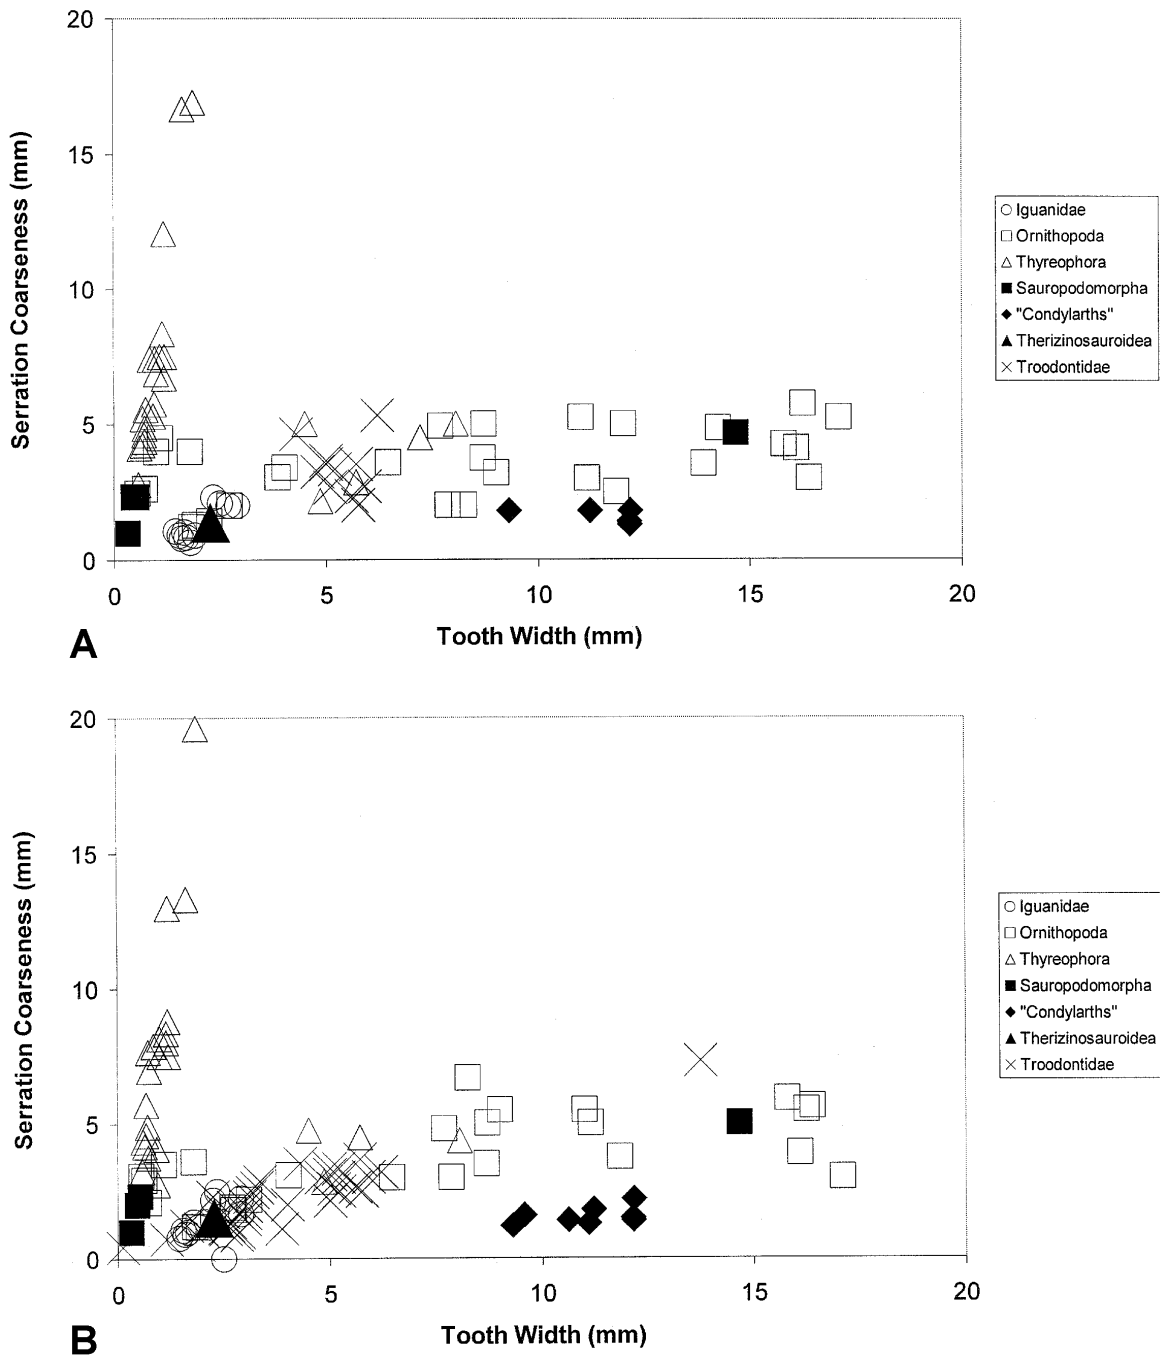 20
15
10
5
0
Serration Coarseness (mm)
0 5 10 15 20
Tooth Width (mm)
A
Iguanidae
Ornithopoda
Thyreophora
Sauropodomorpha
"Condylarths"
Therizinosauroidea
Troodontidae
20
15
10
5
0
Serration Coarseness (mm)
0 5 10 15 20
Tooth Width (mm)
B
Iguanidae
Ornithopoda
Thyreophora
Sauropodomorpha
"Condylarths"
Therizinosauroidea
Troodontidae